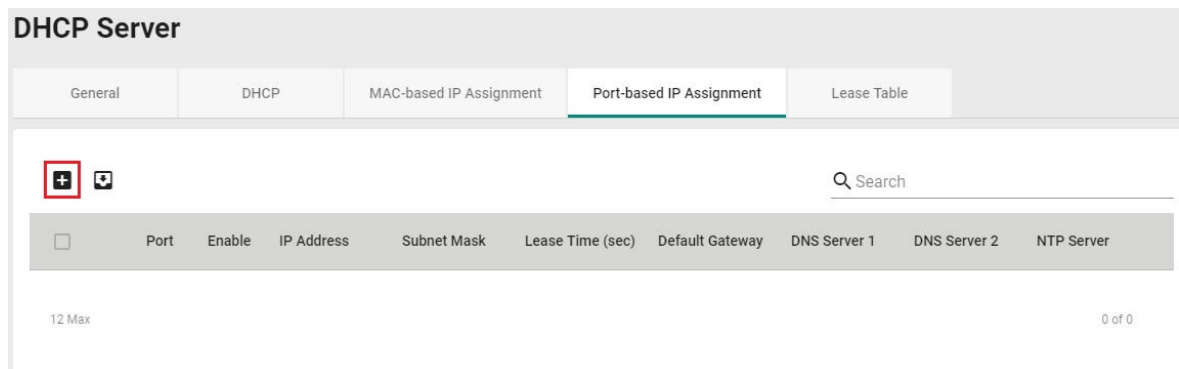 DHCP Server
General DHCP MAC-based IP Assignment Port-based IP Assignment Lease Table
Search
Port Enable IP Address Subnet Mask Lease Time (sec) Default Gateway DNS Server 1 DNS Server 2 NTP Server
12 Max 0 of 0